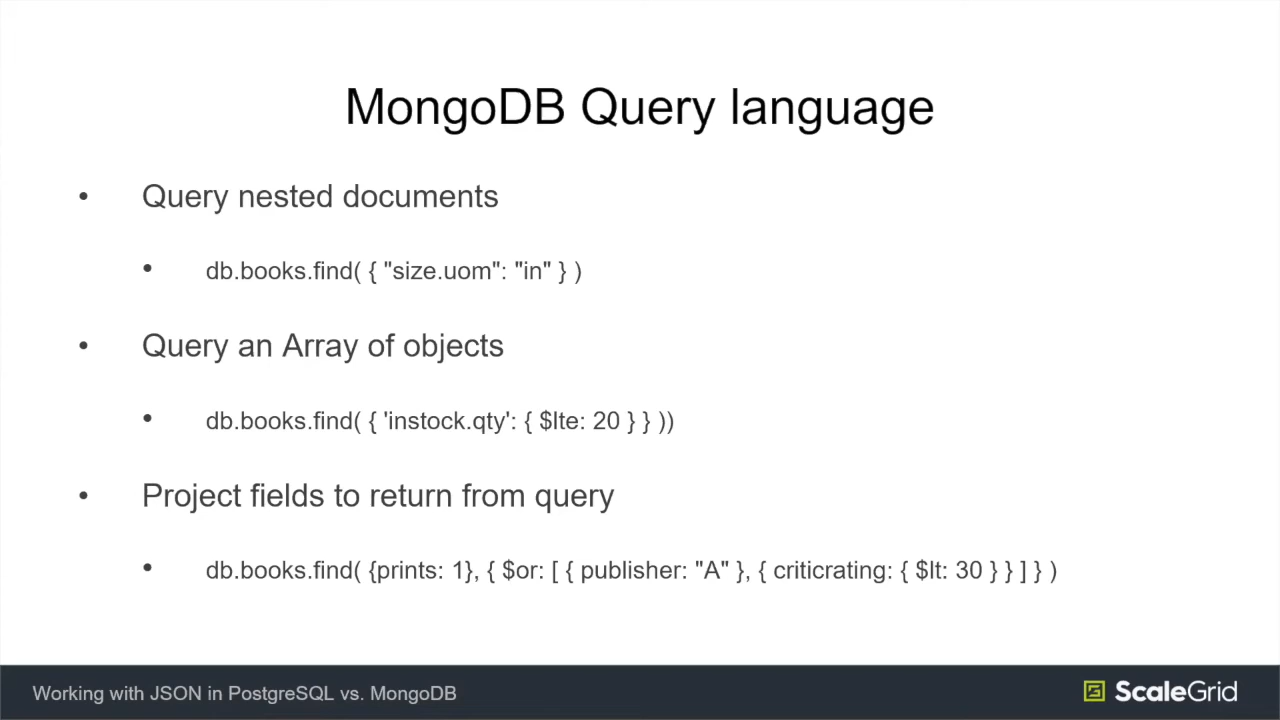 MongoDB Query language
• Query nested documents
• db.books.find( { "size.uom": "in" } )
• Query an Array of objects
• db.books.find( { 'instock.qty': { $lte: 20 } } ))
• Project fields to return from query
• db.books.find( {prints: 1}, { $or: [ { publisher: "A" }, { criticrating: { $lt: 30 } } ] } )
Working with JSON in PostgreSQL vs. MongoDB
ScaleGrid